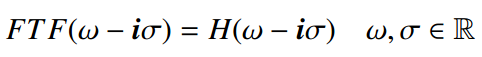 FTF(ω − iσ) = H(ω − iσ) ω, σ ∈ ℝ